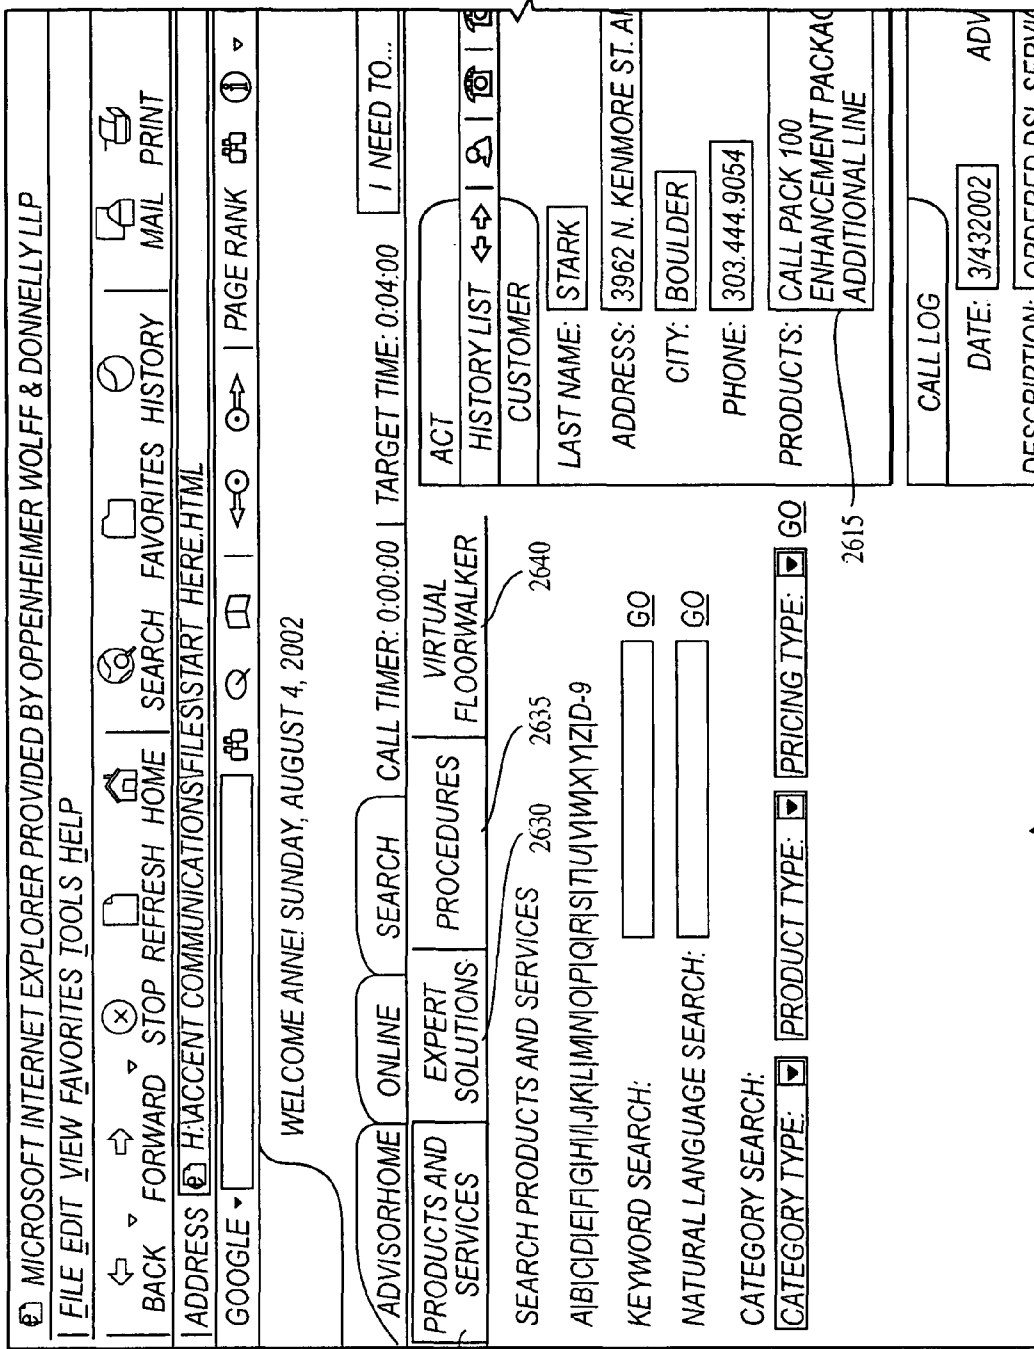 MICROSOFT INTERNET EXPLORER PROVIDED BY OPPENHEIMER WOLFF & DONNELLY LLP
FILE EDIT VIEW FAVORITES TOOLS HELP
BACK FORWARD STOP REFRESH HOME SEARCH FAVORITES HISTORY MAIL PRINT
ADDRESS H:\ACCENT COMMUNICATIONS\FILES\START HERE.HTML
GOOGLE PAGE RANK
WELCOME ANNE! SUNDAY, AUGUST 4, 2002
I NEED TO...
ADVISORHOME ONLINE SEARCH CALL TIMER: 0:00:00 | TARGET TIME: 0:04:00
PRODUCTS AND SERVICES
EXPERT SOLUTIONS
PROCEDURES
VIRTUAL FLOORWALKER
2630
2635
2640
SEARCH PRODUCTS AND SERVICES
A|B|C|D|E|F|G|H|I|J|K|L|M|N|O|P|Q|R|S|T|U|V|W|X|Y|Z|D-9
KEYWORD SEARCH: GO
NATURAL LANGUAGE SEARCH: GO
CATEGORY SEARCH:
CATEGORY TYPE: PRODUCT TYPE: PRICING TYPE: GO
ACT
HISTORY LIST
CUSTOMER
LAST NAME: STARK
ADDRESS: 3962 N. KENMORE ST.
CITY: BOULDER
PHONE: 303.444.9054
PRODUCTS: CALL PACK 100
ENHANCEMENT PACKAG
ADDITIONAL LINE
2615
CALL LOG
DATE: 3/432002 ADV
DESCRIPTION: ORDERED DSL SERVIC